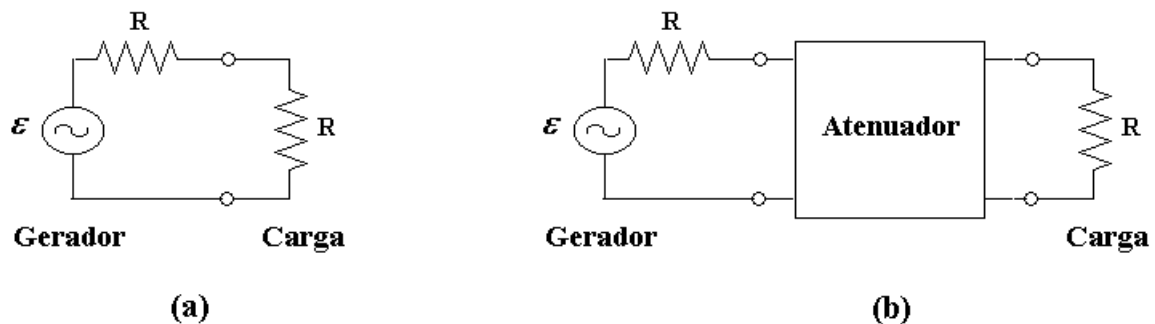 R
ε
R
Gerador
Carga
(a)
R
ε
Atenuador
R
Gerador
Carga
(b)